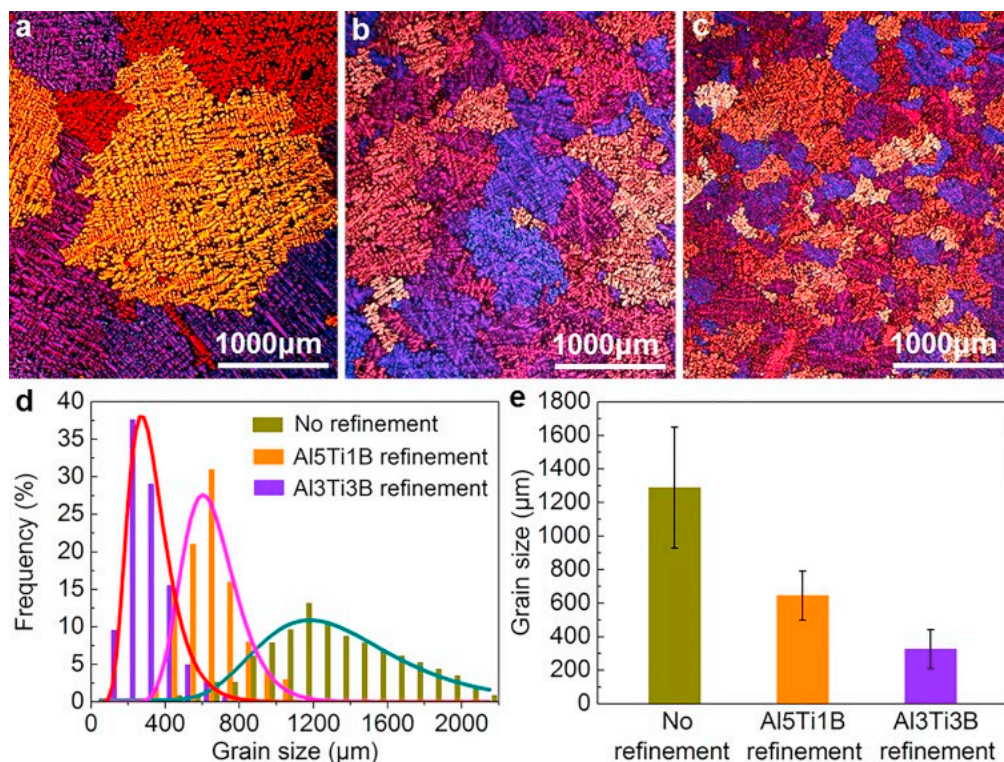 a
b
c
1000µm
1000µm
1000µm
d
40
35
30
25
20
15
10
5
0
Frequency (%)
No refinement
Al5Ti1B refinement
Al3Ti3B refinement
0
400
800
1200
1600
2000
Grain size (µm)
e
1800
1600
1400
1200
1000
800
600
400
200
0
Grain size (µm)
No
refinement
Al5Ti1B
refinement
Al3Ti3B
refinement